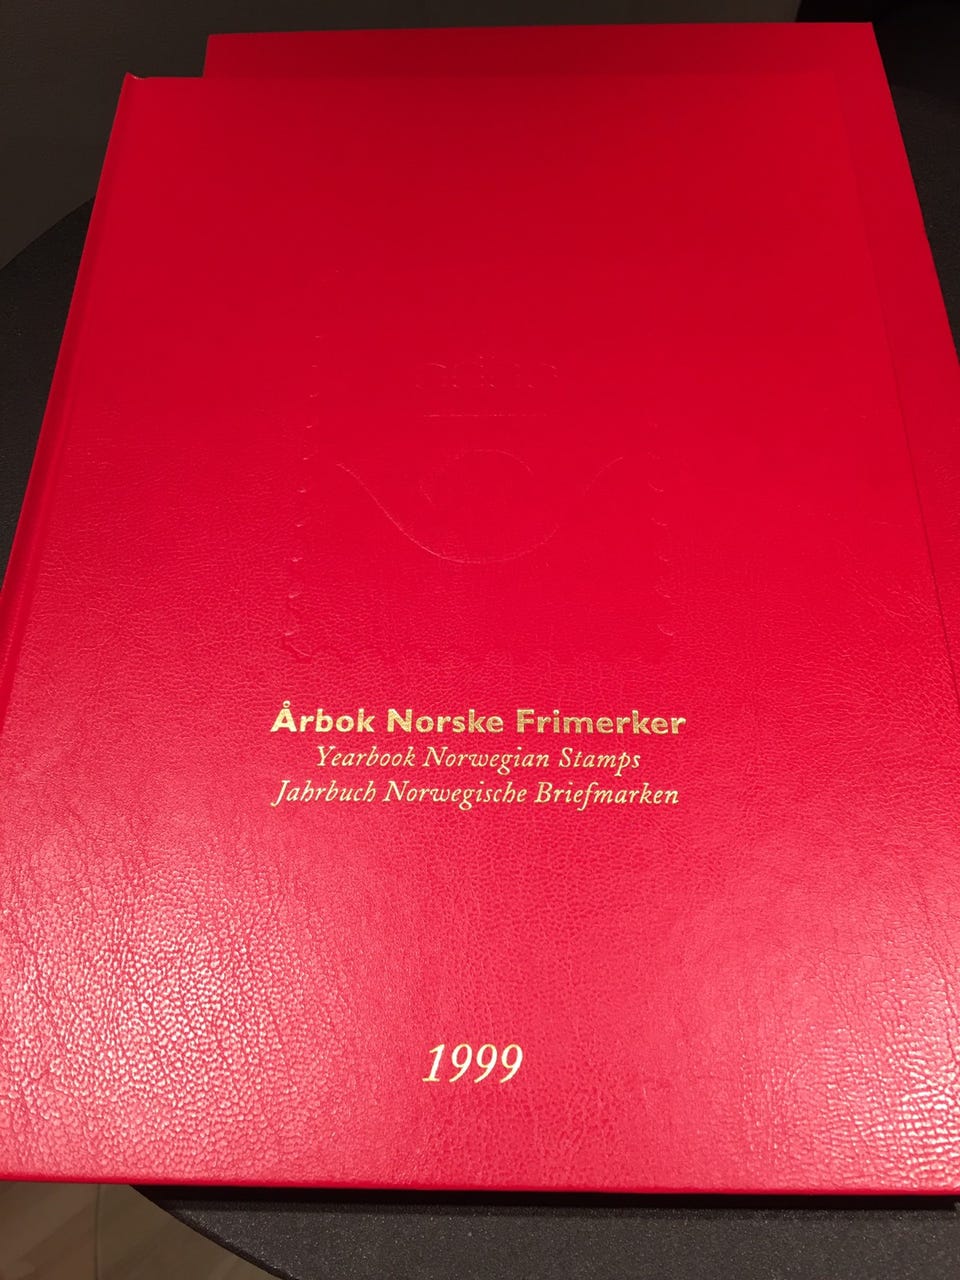 Årbok Norske Frimerker
Yearbook Norwegian Stamps
Jahrbuch Norwegische Briefmarken
1999